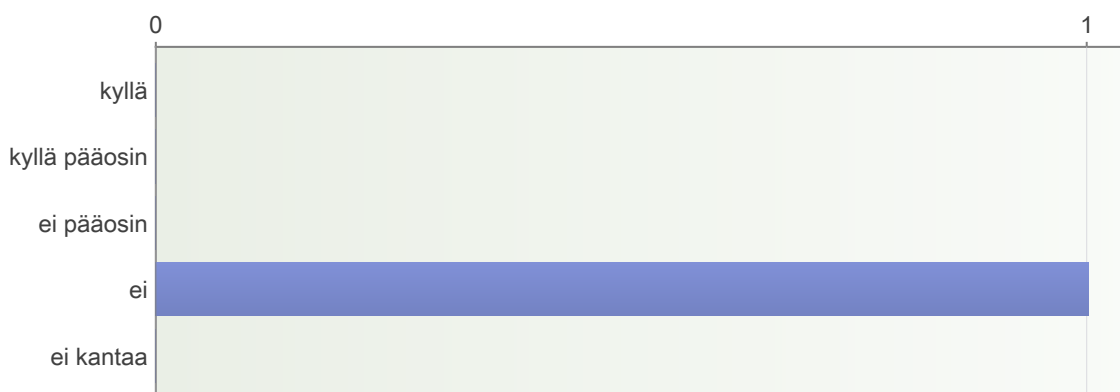 0 1
kyllä
kyllä pääosin
ei pääosin
ei
ei kantaa